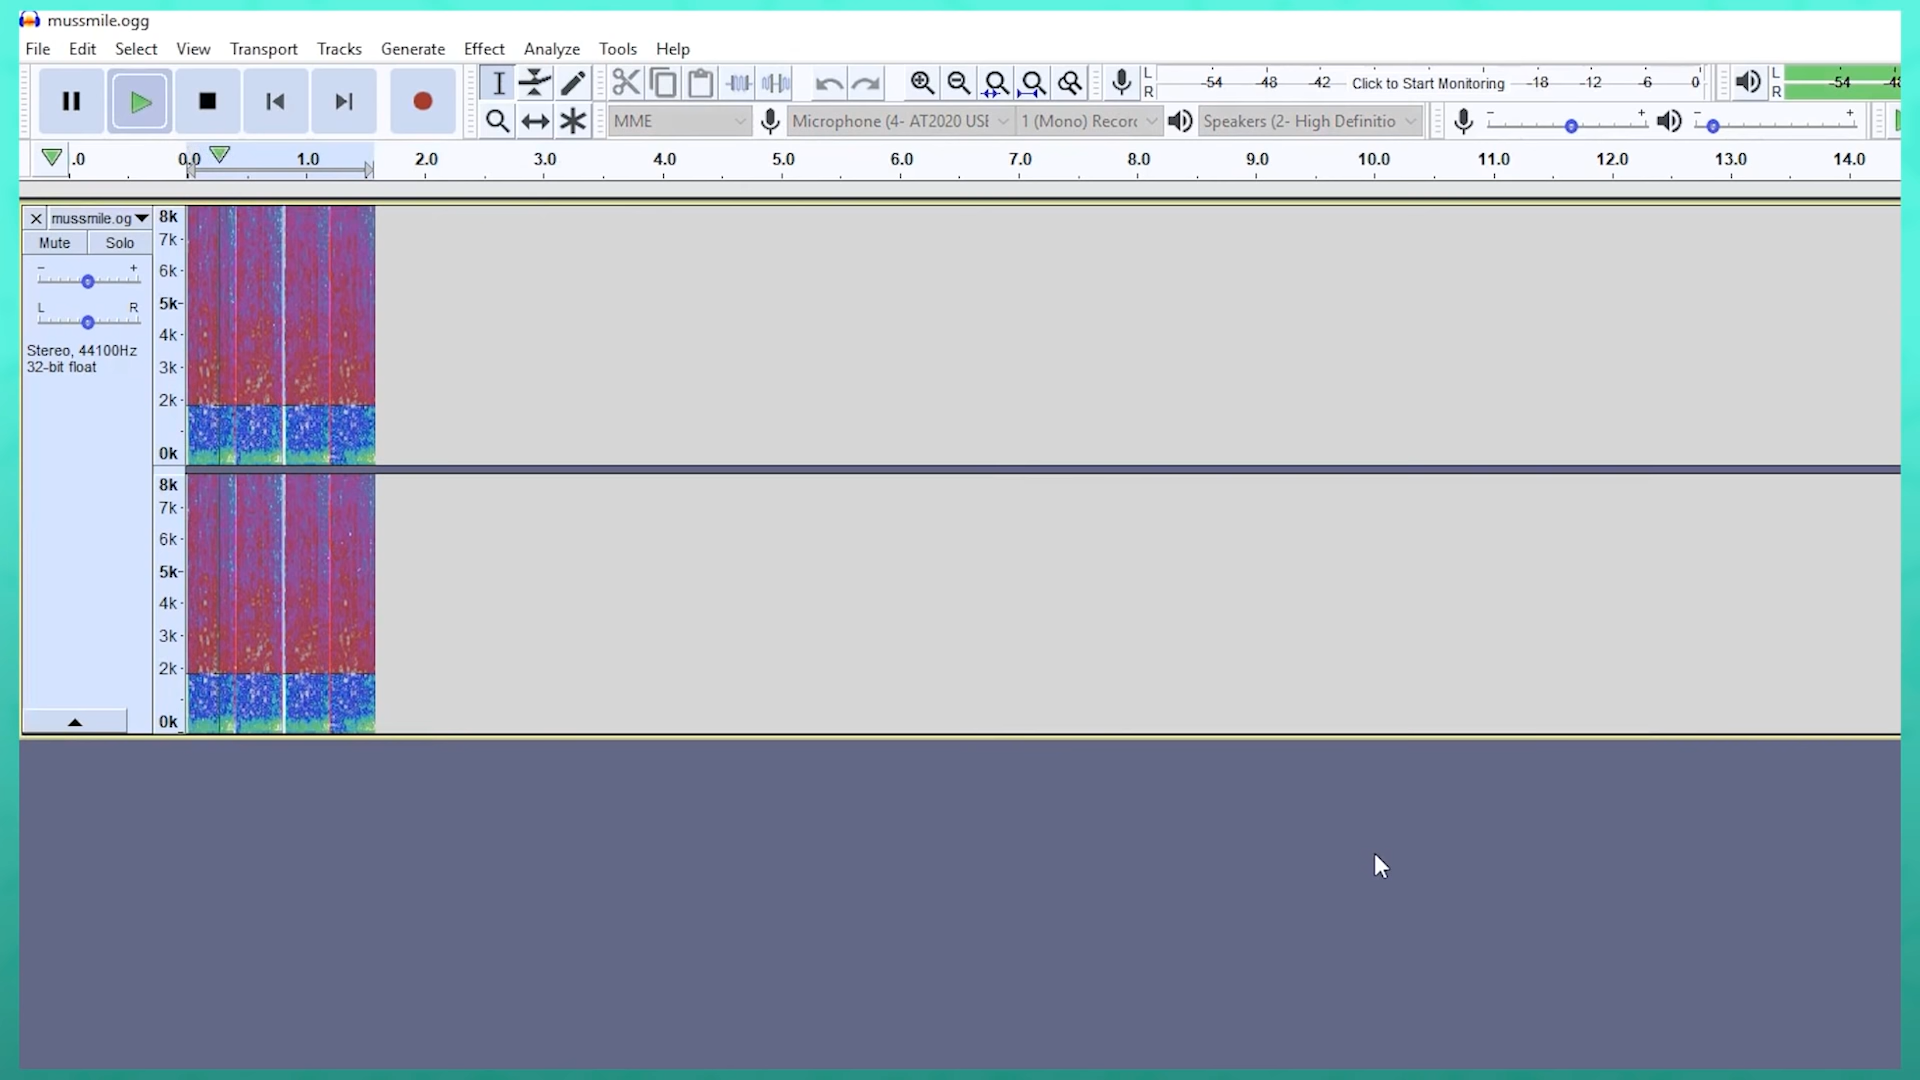 mussmile.ogg
File Edit Select View Transport Tracks Generate Effect Analyze Tools Help
L
R
-54 -48 -42 Click to Start Monitoring -18 -12 -6 0
L
R
-54 -48
MME
Microphone (4- AT2020 USE
1 (Mono) Recorc
Speakers (2- High Definitio
- +
- +
.0 0.0 1.0 2.0 3.0 4.0 5.0 6.0 7.0 8.0 9.0 10.0 11.0 12.0 13.0 14.0
mussmile.og
Mute Solo
- +
L R
Stereo, 44100Hz
32-bit float
8k
7k
6k
5k
4k
3k
2k
0k
8k
7k
6k
5k
4k
3k
2k
0k